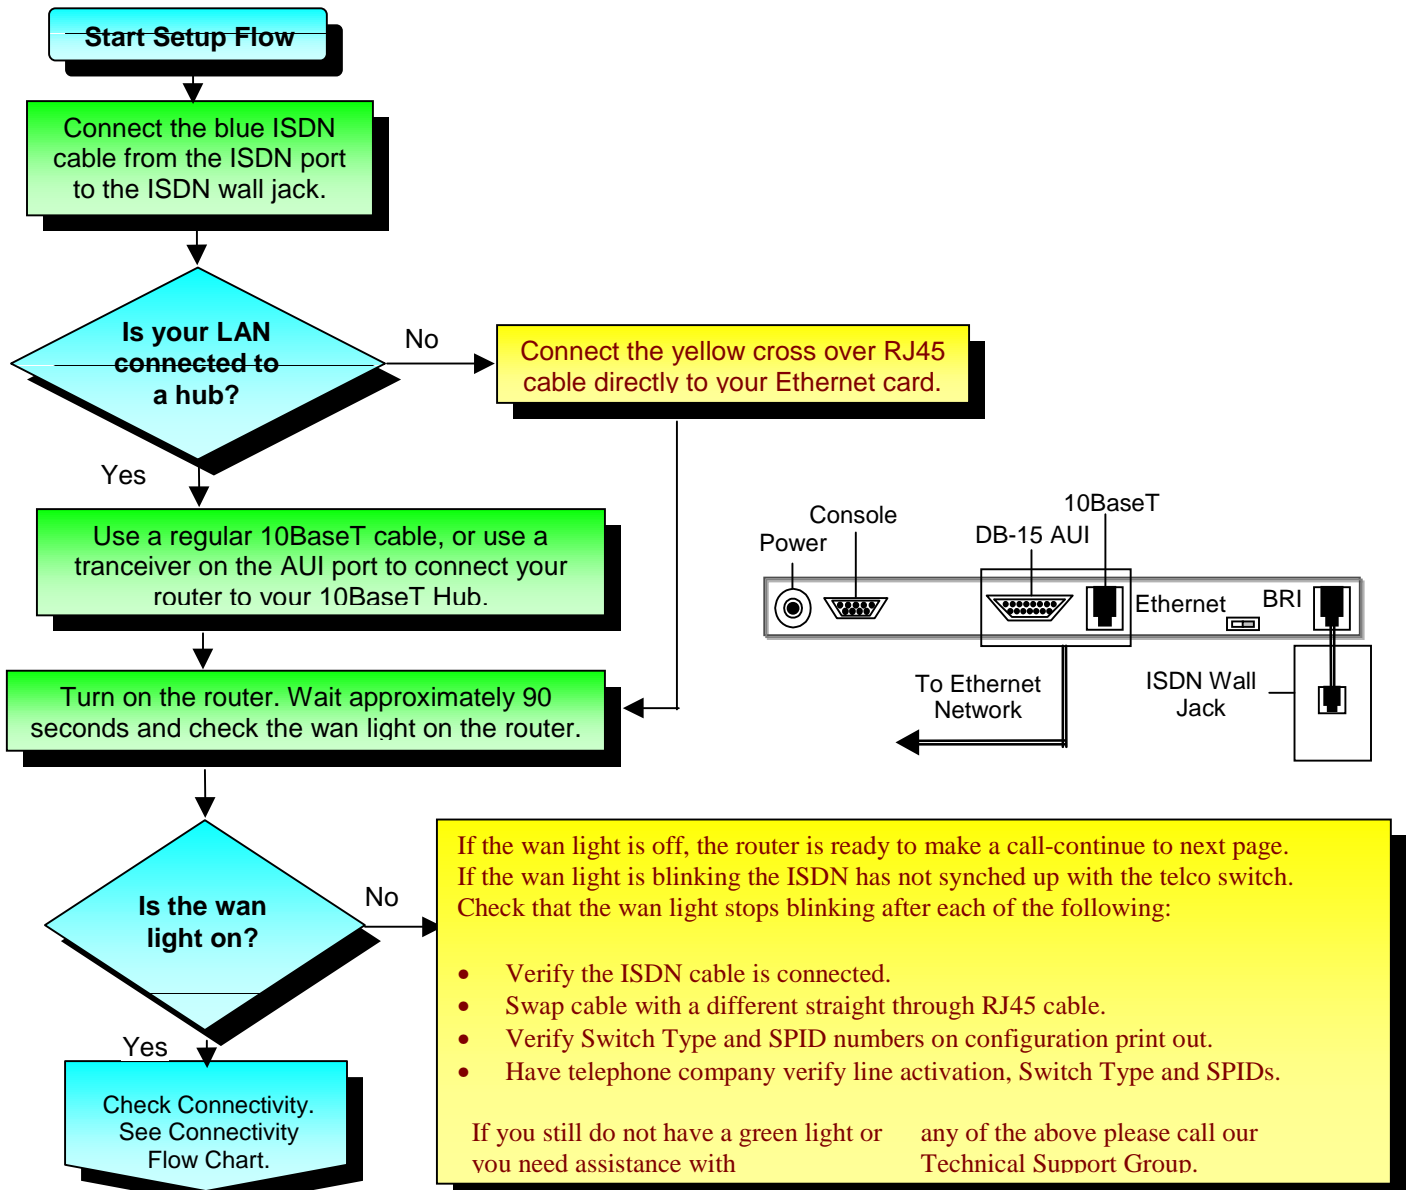 Start Setup Flow
Connect the blue ISDN
cable from the ISDN port
to the ISDN wall jack.
Is your LAN
connected to
a hub?
No
Connect the yellow cross over RJ45
cable directly to your Ethernet card.
Yes
Use a regular 10BaseT cable, or use a
tranceiver on the AUI port to connect your
router to your 10BaseT Hub.
Turn on the router. Wait approximately 90
seconds and check the wan light on the router.
Power
Console
DB-15 AUI
10BaseT
Ethernet
BRI
To Ethernet
Network
ISDN Wall
Jack
Is the wan
light on?
No
If the wan light is off, the router is ready to make a call-continue to next page.
If the wan light is blinking the ISDN has not synched up with the telco switch.
Check that the wan light stops blinking after each of the following:
• Verify the ISDN cable is connected.
• Swap cable with a different straight through RJ45 cable.
• Verify Switch Type and SPID numbers on configuration print out.
• Have telephone company verify line activation, Switch Type and SPIDs.
If you still do not have a green light or any of the above please call our
you need assistance with Technical Support Group.
Yes
Check Connectivity.
See Connectivity
Flow Chart.